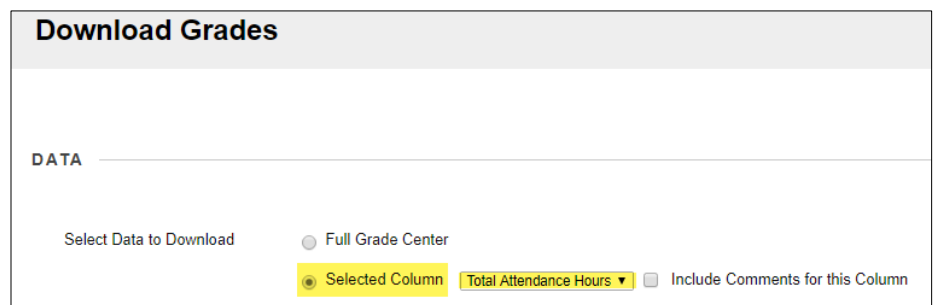 Download Grades
DATA
Select Data to Download Full Grade Center
Selected Column Total Attendance Hours Include Comments for this Column